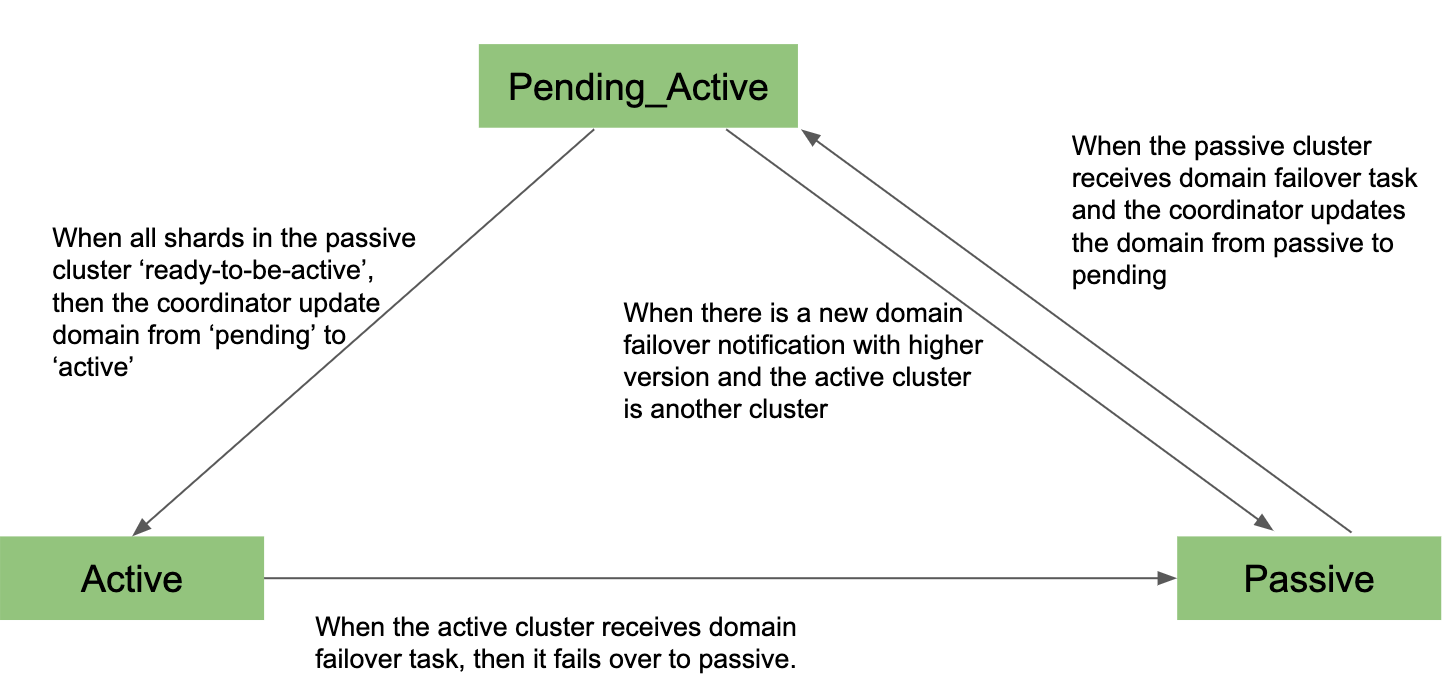 Pending_Active
When the passive cluster
receives domain failover task
and the coordinator updates
the domain from passive to
pending
When all shards in the passive
cluster ‘ready-to-be-active’,
then the coordinator update
domain from ‘pending’ to
‘active’
When there is a new domain
failover notification with higher
version and the active cluster
is another cluster
Active
Passive
When the active cluster receives domain
failover task, then it fails over to passive.